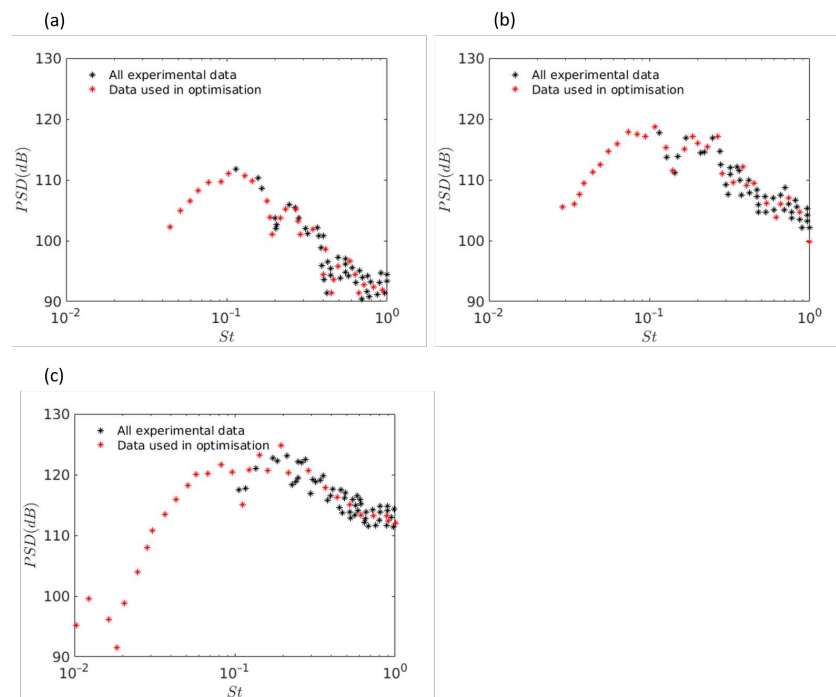 (a)
130
120
110
100
90
PSD(dB)
All experimental data
Data used in optimisation
10^-2
10^-1
10^0
St
(b)
130
120
110
100
90
PSD(dB)
All experimental data
Data used in optimisation
10^-2
10^-1
10^0
St
(c)
130
120
110
100
90
PSD(dB)
All experimental data
Data used in optimisation
10^-2
10^-1
10^0
St